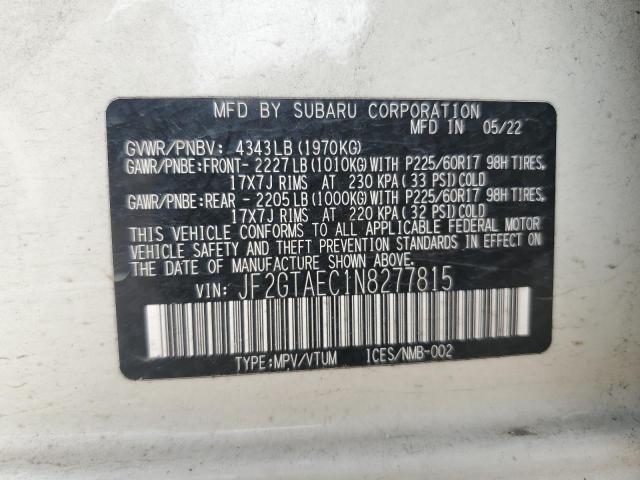 MFD BY SUBARU CORPORATION
MFD IN 05/22
GVWR/PNBV: 4343LB(1970KG)
GAWR/PNBE:FRONT- 2227LB(1010KG)WITH P225/60R17 98H TIRES,
17X7J RIMS AT 230 KPA(33 PSI)COLD
GAWR/PNBE:REAR - 2205LB(1000KG)WITH P225/60R17 98H TIRES,
17X7J RIMS AT 220 KPA(32 PSI)COLD
THIS VEHICLE CONFORMS TO ALL APPLICABLE FEDERAL MOTOR
VEHICLE SAFETY AND THEFT PREVENTION STANDARDS IN EFFECT ON
THE DATE OF MANUFACTURE SHOWN ABOVE.
VIN: JF2GTAEC1N8277815
TYPE:MPV/VTUM ICES/NMB-002